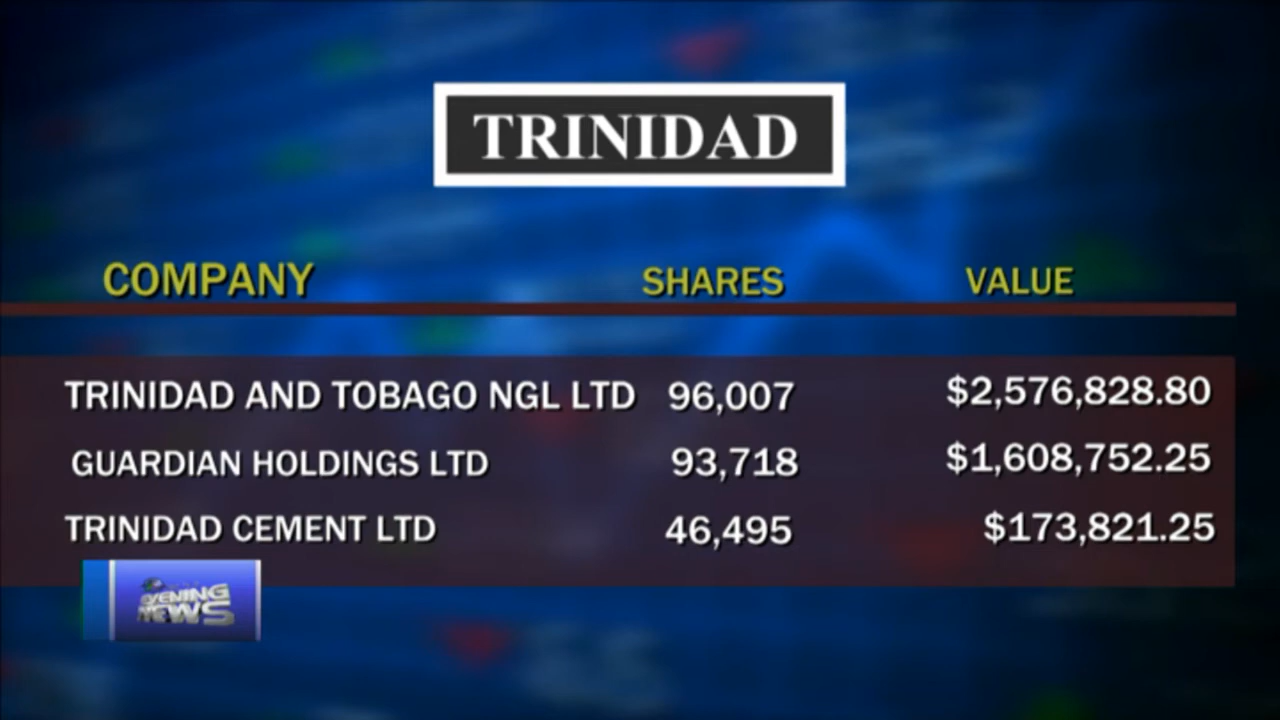 TRINIDAD
COMPANY SHARES VALUE
TRINIDAD AND TOBAGO NGL LTD 96,007 $2,576,828.80
GUARDIAN HOLDINGS LTD 93,718 $1,608,752.25
TRINIDAD CEMENT LTD 46,495 $173,821.25
EVENING
NEWS